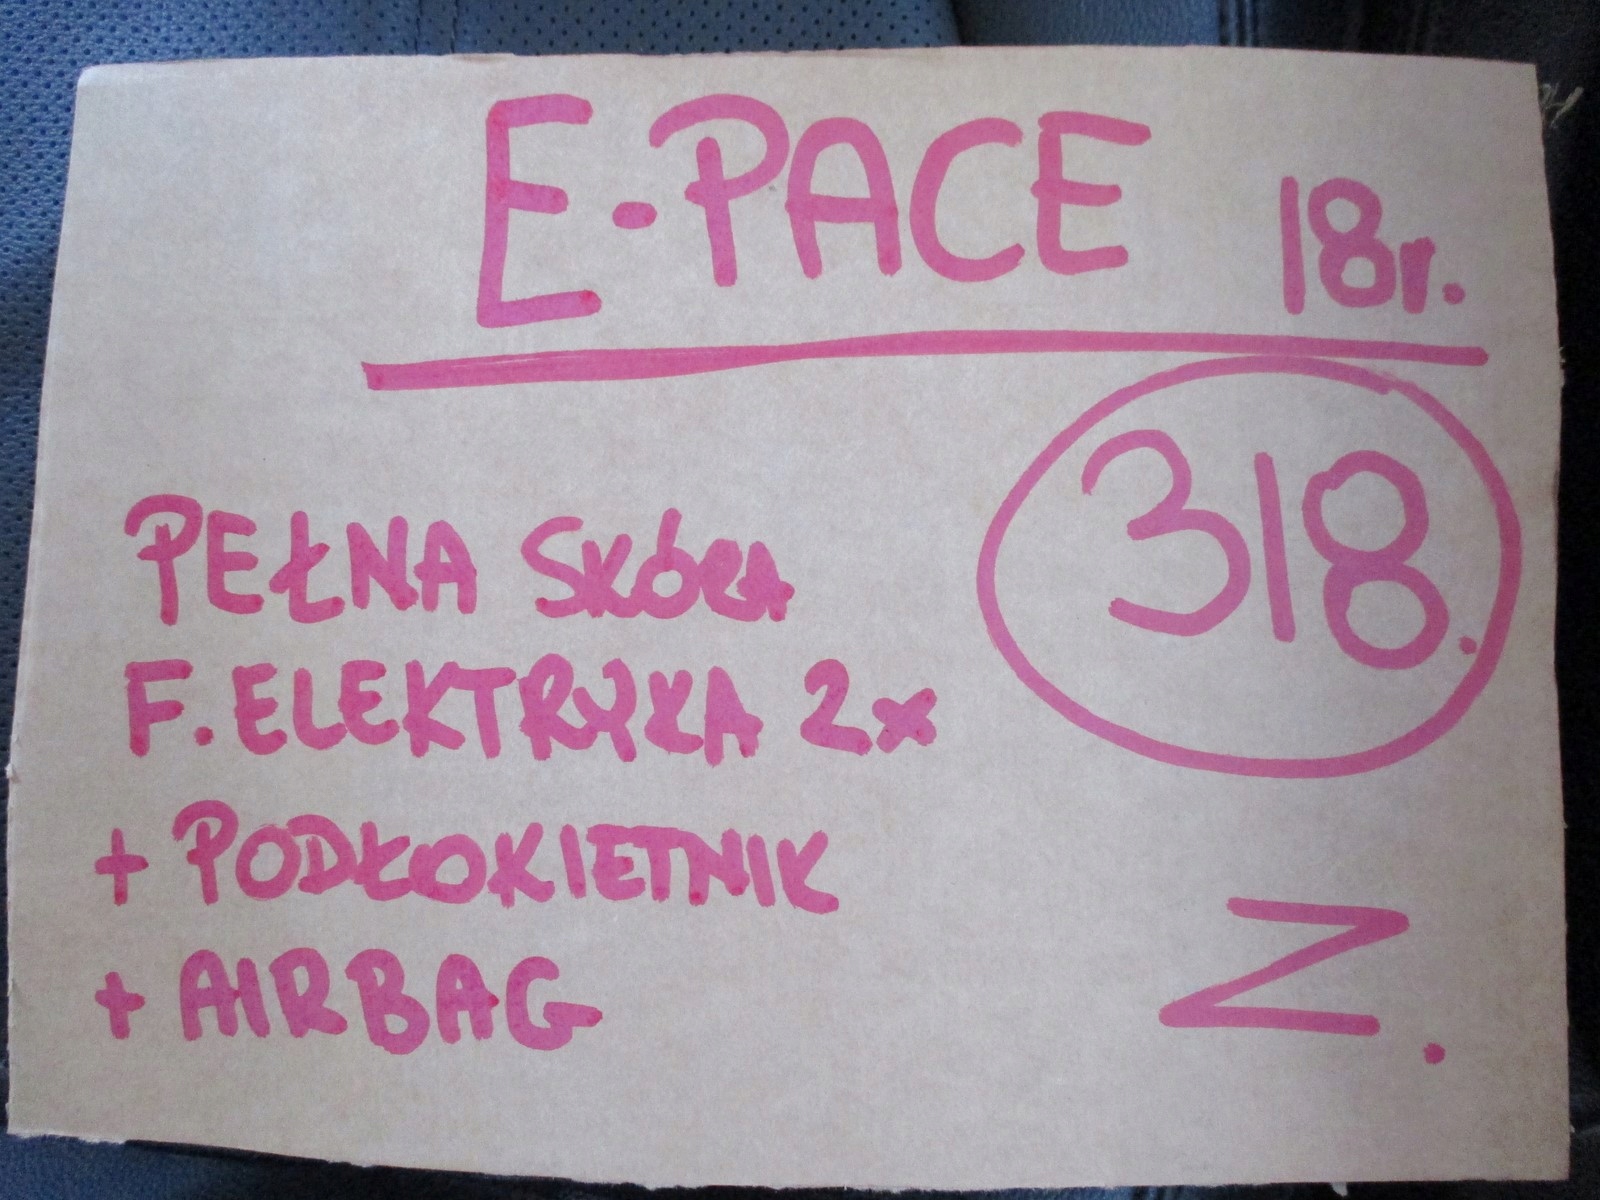 E-PACE 18r.
318.
PEŁNA SKÓRA
F. ELEKTRYKA 2x
+ PODŁOKIETNIK
+ AIRBAG
Z.